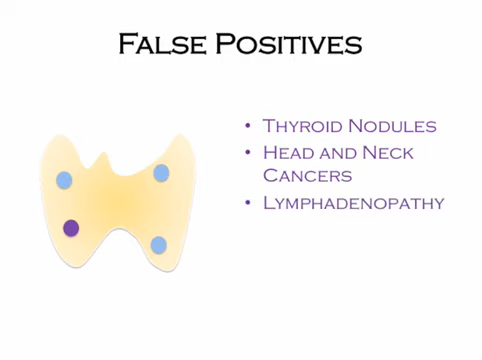 False Positives
• Thyroid Nodules
• Head and Neck
Cancers
• Lymphadenopathy